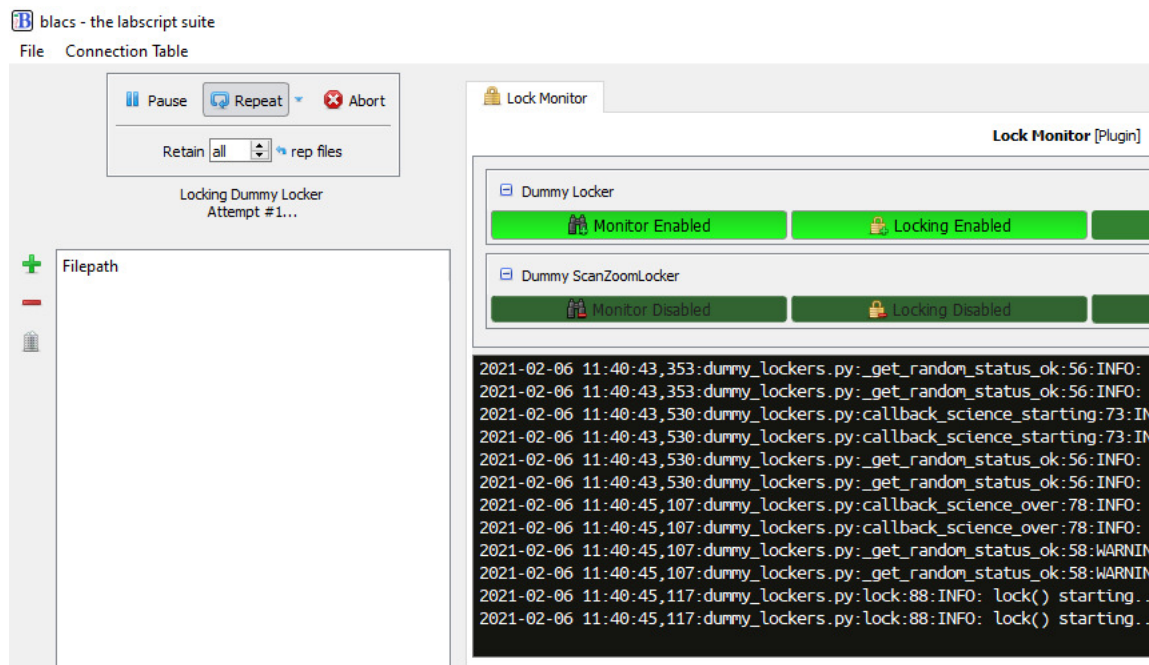 blacs - the labscript suite
File Connection Table
Pause Repeat Abort
Retain all rep files
Locking Dummy Locker
Attempt #1...
Filepath
Lock Monitor
Lock Monitor [Plugin]
Dummy Locker
Monitor Enabled Locking Enabled
Dummy ScanZoomLocker
Monitor Disabled Locking Disabled
2021-02-06 11:40:43,353:dummy_lockers.py:_get_random_status_ok:56:INFO:
2021-02-06 11:40:43,353:dummy_lockers.py:_get_random_status_ok:56:INFO:
2021-02-06 11:40:43,530:dummy_lockers.py:callback_science_starting:73:IN
2021-02-06 11:40:43,530:dummy_lockers.py:callback_science_starting:73:IN
2021-02-06 11:40:43,530:dummy_lockers.py:_get_random_status_ok:56:INFO:
2021-02-06 11:40:43,530:dummy_lockers.py:_get_random_status_ok:56:INFO:
2021-02-06 11:40:45,107:dummy_lockers.py:callback_science_over:78:INFO:
2021-02-06 11:40:45,107:dummy_lockers.py:callback_science_over:78:INFO:
2021-02-06 11:40:45,107:dummy_lockers.py:_get_random_status_ok:58:WARNIN
2021-02-06 11:40:45,107:dummy_lockers.py:_get_random_status_ok:58:WARNIN
2021-02-06 11:40:45,117:dummy_lockers.py:lock:88:INFO: lock() starting..
2021-02-06 11:40:45,117:dummy_lockers.py:lock:88:INFO: lock() starting..